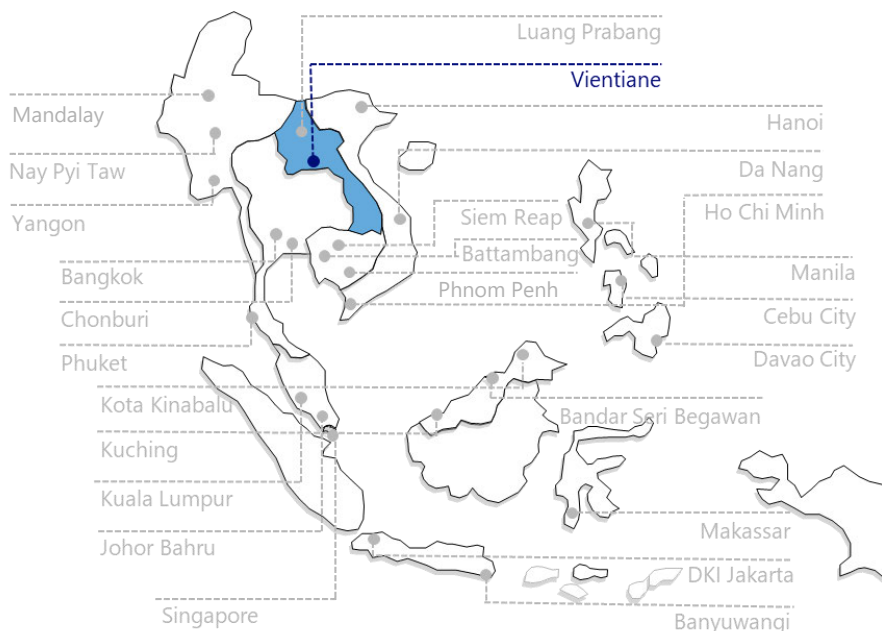 Luang Prabang
Vientiane
Mandalay
Hanoi
Nay Pyi Taw
Da Nang
Yangon
Siem Reap
Ho Chi Minh
Battambang
Bangkok
Manila
Phnom Penh
Chonburi
Cebu City
Phuket
Davao City
Kota Kinabalu
Bandar Seri Begawan
Kuching
Kuala Lumpur
Makassar
Johor Bahru
DKI Jakarta
Singapore
Banyuwangi